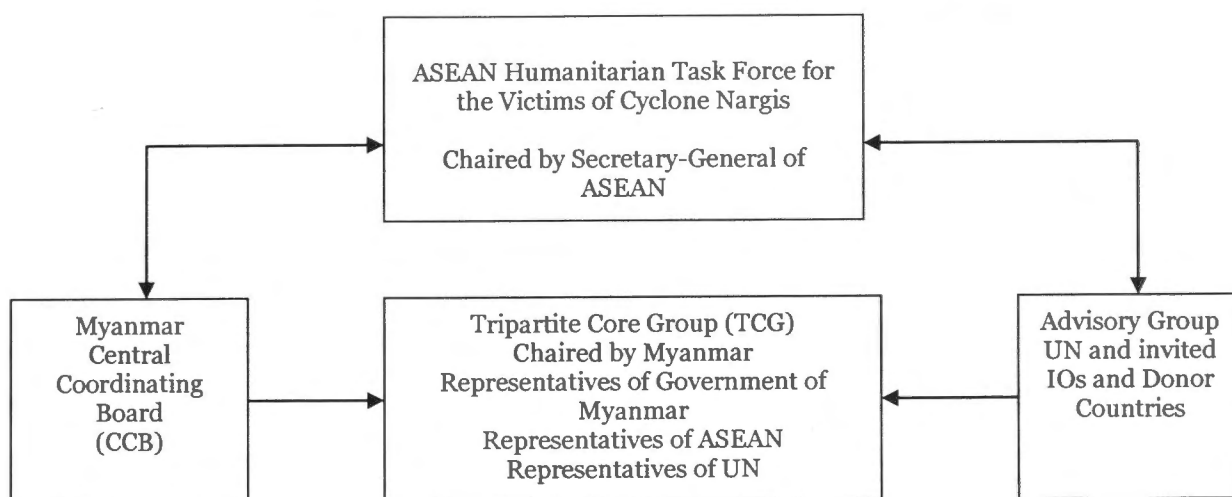 ASEAN Humanitarian Task Force for
the Victims of Cyclone Nargis
Chaired by Secretary-General of
ASEAN
Myanmar
Central
Coordinating
Board
(CCB)
Tripartite Core Group (TCG)
Chaired by Myanmar
Representatives of Government of
Myanmar
Representatives of ASEAN
Representatives of UN
Advisory Group
UN and invited
IOs and Donor
Countries